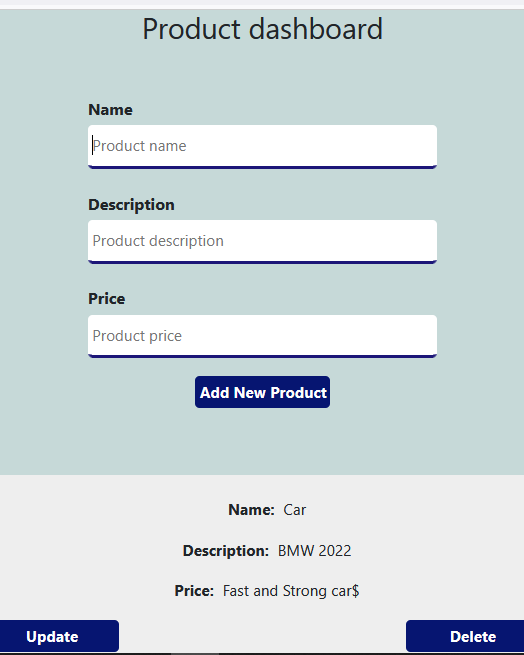 Product dashboard
Name
Product name
Description
Product description
Price
Product price
Add New Product
Name: Car
Description: BMW 2022
Price: Fast and Strong car$
Update Delete